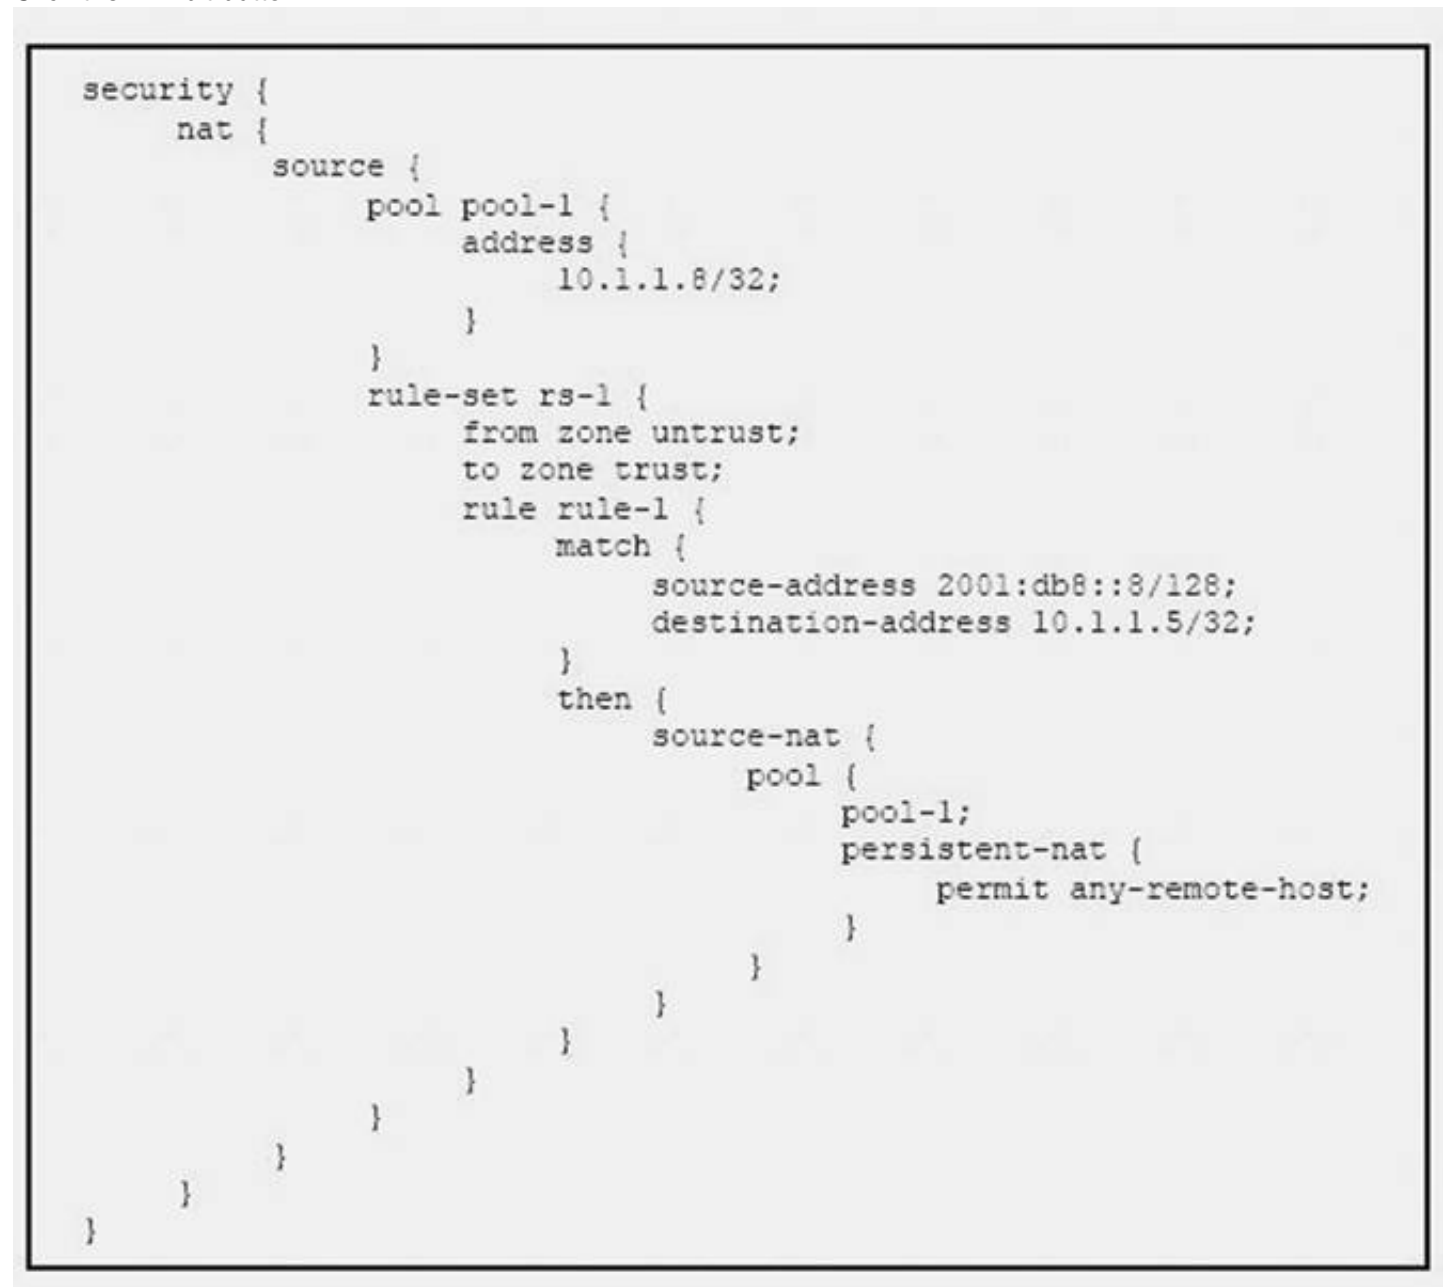 security {
nat {
source {
pool pool-1 {
address {
10.1.1.8/32;
}
}
rule-set rs-1 {
from zone untrust;
to zone trust;
rule rule-1 {
match {
source-address 2001:db8::8/128;
destination-address 10.1.1.5/32;
}
then {
source-nat {
pool {
pool-1;
persistent-nat {
permit any-remote-host;
}
}
}
}
}
}
}
}
}